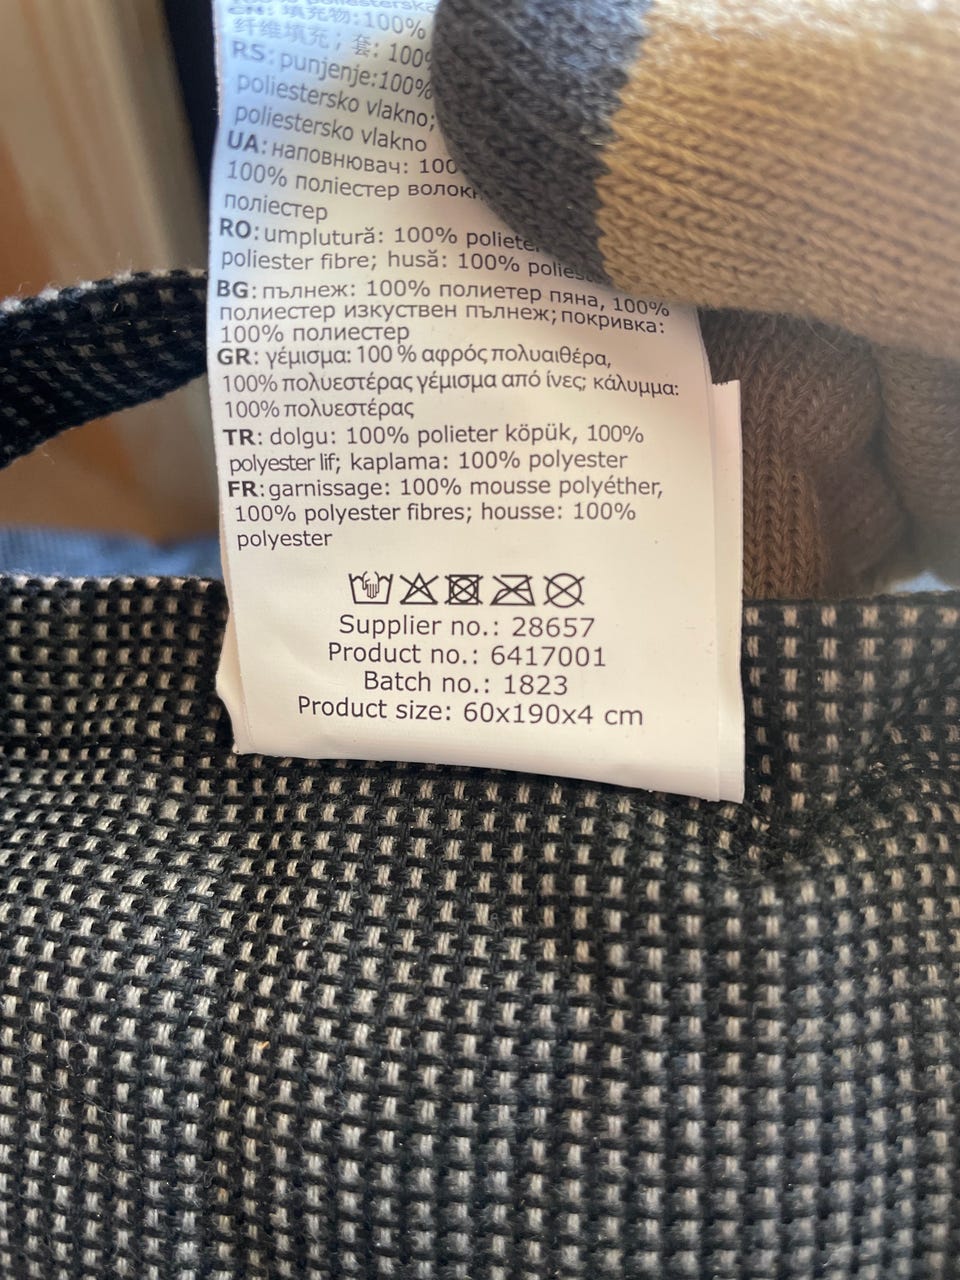 填充物:100%
纤维填充; 套: 100%
RS: punjenje:100%
poliestersko vlakno;
poliestersko vlakno
UA: наповнювач: 100
100% поліестер
поліестер
RO: umplutură: 100%
poliester fibre; husă: 100%
BG: пълнеж: 100% полиетер пяна, 100%
полиестер изкуствен пълнеж; покривка:
100% полиестер
GR: γέμισμα: 100 % αφρός πολυαιθέρα,
100% πολυεστέρας γέμισμα από ίνες; κάλυμμα:
100% πολυεστέρας
TR: dolgu: 100% polieter köpük, 100%
polyester lif; kaplama: 100% polyester
FR: garnissage: 100% mousse polyéther,
100% polyester fibres; housse: 100%
polyester
Supplier no.: 28657
Product no.: 6417001
Batch no.: 1823
Product size: 60x190x4 cm